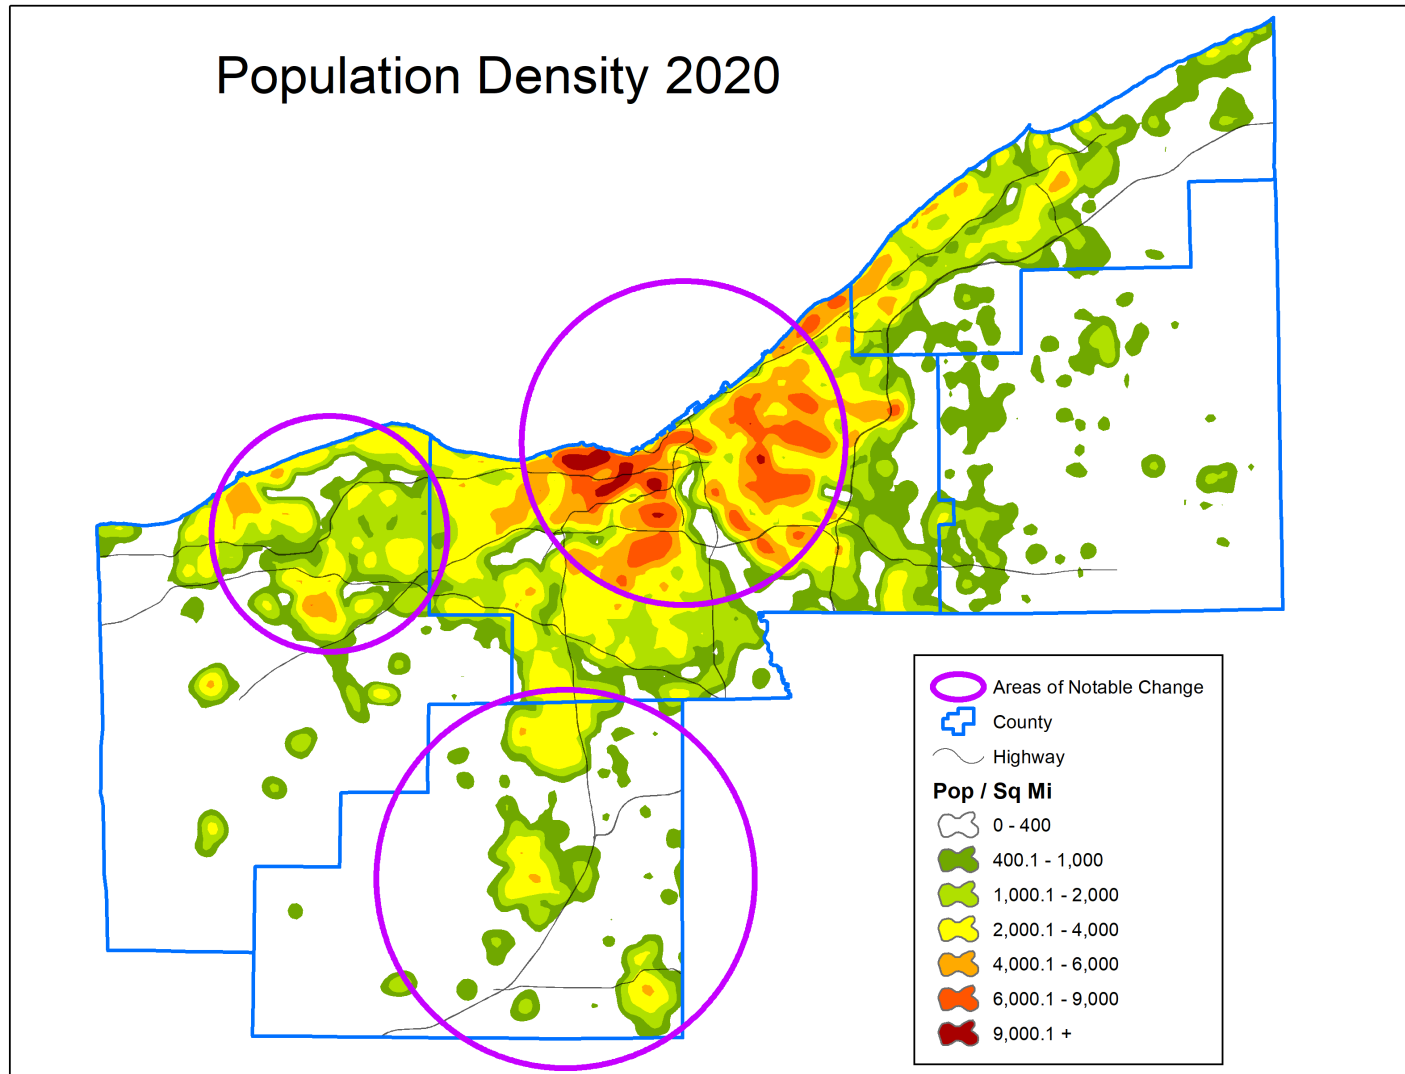 Population Density 2020
Areas of Notable Change
County
Highway
Pop / Sq Mi
0 - 400
400.1 - 1,000
1,000.1 - 2,000
2,000.1 - 4,000
4,000.1 - 6,000
6,000.1 - 9,000
9,000.1 +